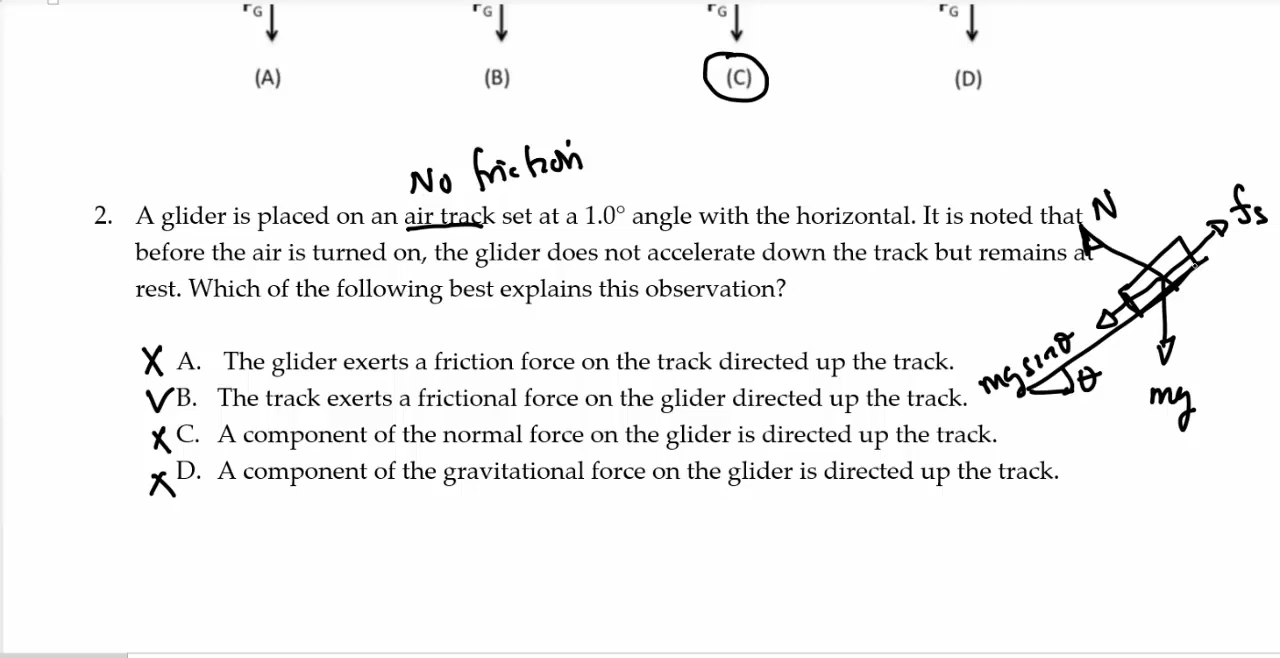 FG FG FG FG
(A) (B) (C) (D)
No friction
2. A glider is placed on an air track set at a 1.0° angle with the horizontal. It is noted that
before the air is turned on, the glider does not accelerate down the track but remains at
rest. Which of the following best explains this observation?
N
fs
mg sinθ
θ
mg
X A. The glider exerts a friction force on the track directed up the track.
✓ B. The track exerts a frictional force on the glider directed up the track.
X C. A component of the normal force on the glider is directed up the track.
X D. A component of the gravitational force on the glider is directed up the track.